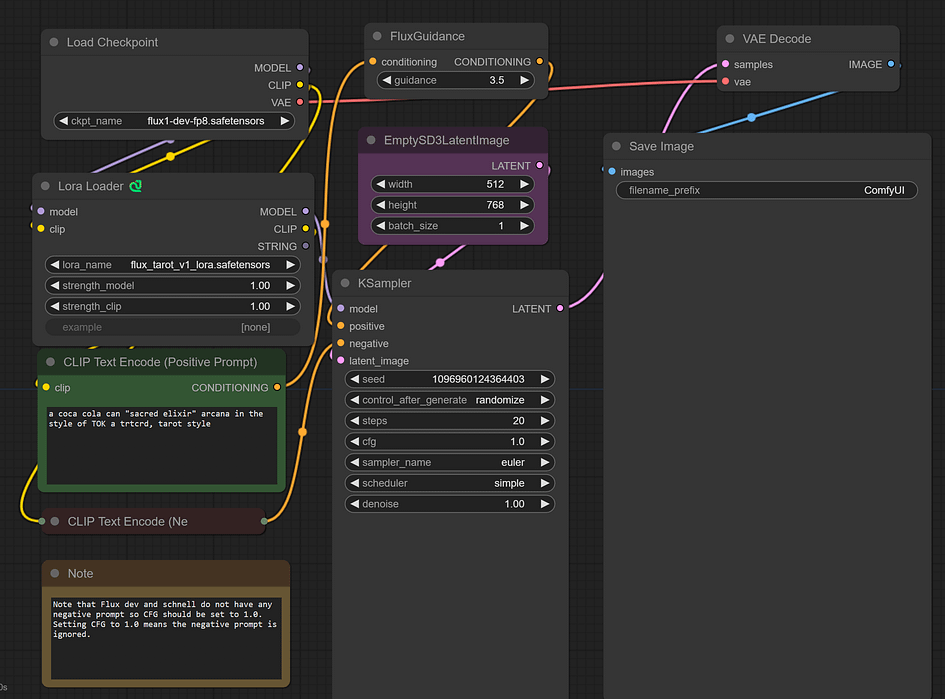 Load Checkpoint
MODEL
CLIP
VAE
ckpt_name flux1-dev-fp8.safetensors
Lora Loader
model MODEL
clip CLIP
STRING
lora_name flux_tarot_v1_lora.safetensors
strength_model 1.00
strength_clip 1.00
example [none]
CLIP Text Encode (Positive Prompt)
clip CONDITIONING
a coca cola can "sacred elixir" arcana in the
style of TOK a trtcrd, tarot style
CLIP Text Encode (Ne
Note
Note that Flux dev and schnell do not have any
negative prompt so CFG should be set to 1.0.
Setting CFG to 1.0 means the negative prompt is
ignored.
0s
FluxGuidance
conditioning CONDITIONING
guidance 3.5
EmptySD3LatentImage
LATENT
width 512
height 768
batch_size 1
KSampler
model LATENT
positive
negative
latent_image
seed 1096960124364403
control_after_generate randomize
steps 20
cfg 1.0
sampler_name euler
scheduler simple
denoise 1.00
VAE Decode
samples IMAGE
vae
Save Image
images
filename_prefix ComfyUI